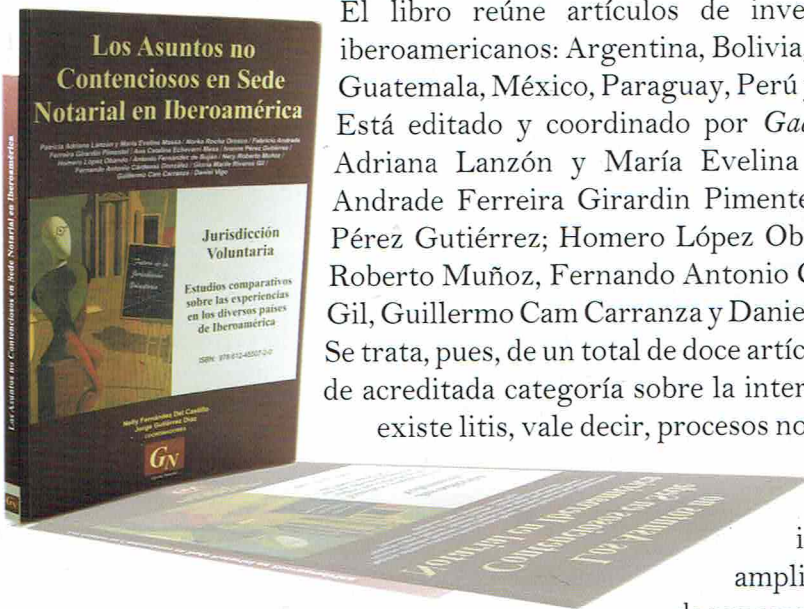 Los Asuntos no
Contenciosos en Sede
Notarial en Iberoamérica
Jurisdicción
Voluntaria
Estudios comparativos
sobre las experiencias
en los diversos países
de Iberoamérica
Nelly Fernández Del Castillo
Jorge Gutiérrez Díaz
COORDINADORES
GN
Los Asuntos no Contenciosos en Sede Notarial en Iberoamérica
GN
El libro reúne artículos de inve
iberoamericanos: Argentina, Bolivia,
Guatemala, México, Paraguay, Perú
Está editado y coordinado por Gac
Adriana Lanzón y María Evelina
Andrade Ferreira Girardin Pimente
Pérez Gutiérrez; Homero López Ob
Roberto Muñoz, Fernando Antonio C
Gil, Guillermo Cam Carranza y Danie
Se trata, pues, de un total de doce artíc
de acreditada categoría sobre la inter
existe litis, vale decir, procesos no
i
ampli